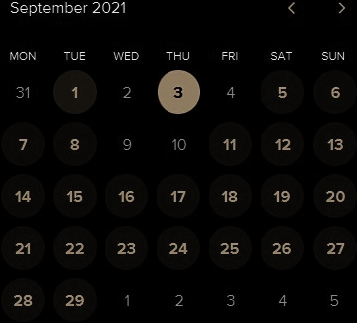 September 2021 < >
MON TUE WED THU FRI SAT SUN
31 1 2 3 4 5 6
7 8 9 10 11 12 13
14 15 16 17 18 19 20
21 22 23 24 25 26 27
28 29 1 2 3 4 5